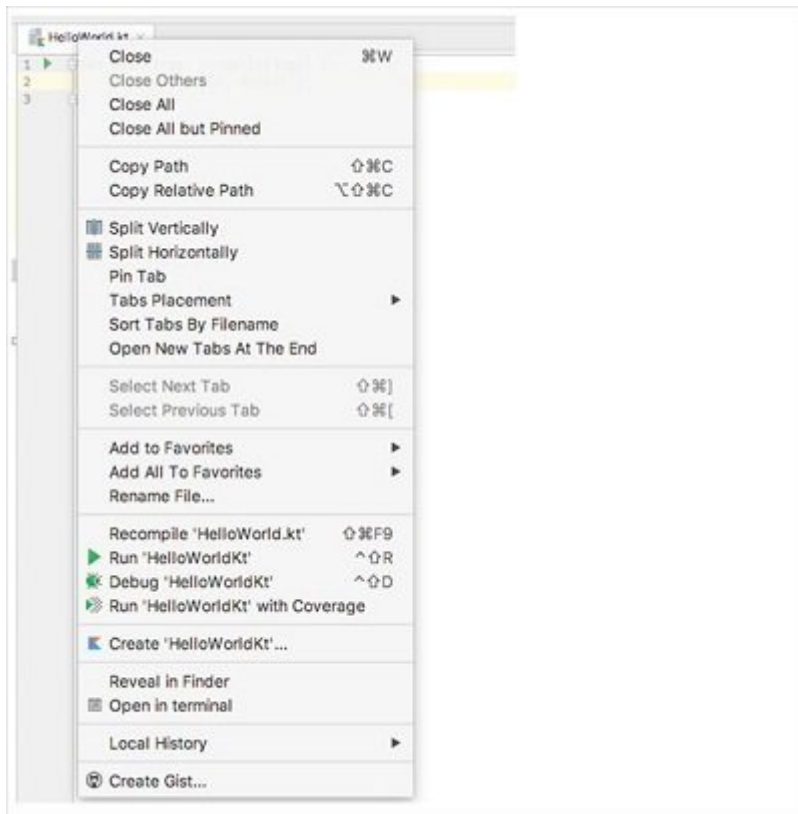 HelloWorld.kt
1
2
3
Close ⌘W
Close Others
Close All
Close All but Pinned
Copy Path ⇧⌘C
Copy Relative Path ⌥⇧⌘C
Split Vertically
Split Horizontally
Pin Tab
Tabs Placement
Sort Tabs By Filename
Open New Tabs At The End
Select Next Tab ⇧⌘]
Select Previous Tab ⇧⌘[
Add to Favorites
Add All To Favorites
Rename File...
Recompile 'HelloWorld.kt' ⇧⌘F9
Run 'HelloWorldKt' ^⇧R
Debug 'HelloWorldKt' ^⇧D
Run 'HelloWorldKt' with Coverage
Create 'HelloWorldKt'...
Reveal in Finder
Open in terminal
Local History
Create Gist...